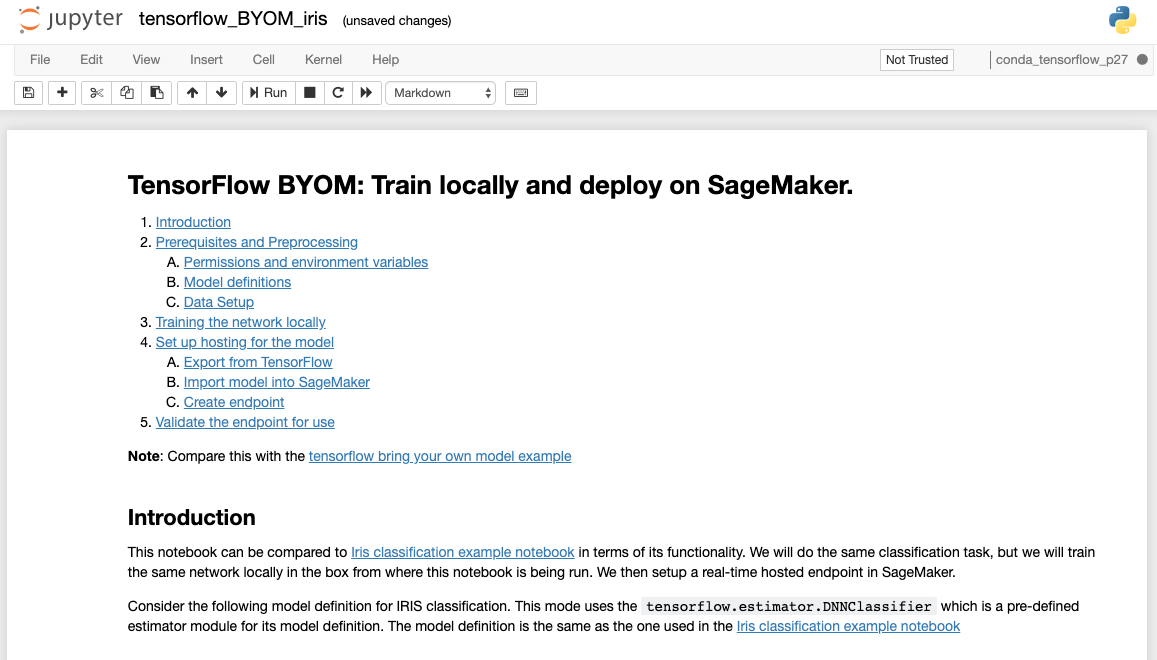 jupyter tensorflow_BYOM_iris (unsaved changes)
File Edit View Insert Cell Kernel Help Not Trusted conda_tensorflow_p27
Run Markdown
TensorFlow BYOM: Train locally and deploy on SageMaker.
1. Introduction
2. Prerequisites and Preprocessing
A. Permissions and environment variables
B. Model definitions
C. Data Setup
3. Training the network locally
4. Set up hosting for the model
A. Export from TensorFlow
B. Import model into SageMaker
C. Create endpoint
5. Validate the endpoint for use
Note: Compare this with the tensorflow bring your own model example
Introduction
This notebook can be compared to Iris classification example notebook in terms of its functionality. We will do the same classification task, but we will train
the same network locally in the box from where this notebook is being run. We then setup a real-time hosted endpoint in SageMaker.
Consider the following model definition for IRIS classification. This mode uses the tensorflow.estimator.DNNClassifier which is a pre-defined
estimator module for its model definition. The model definition is the same as the one used in the Iris classification example notebook